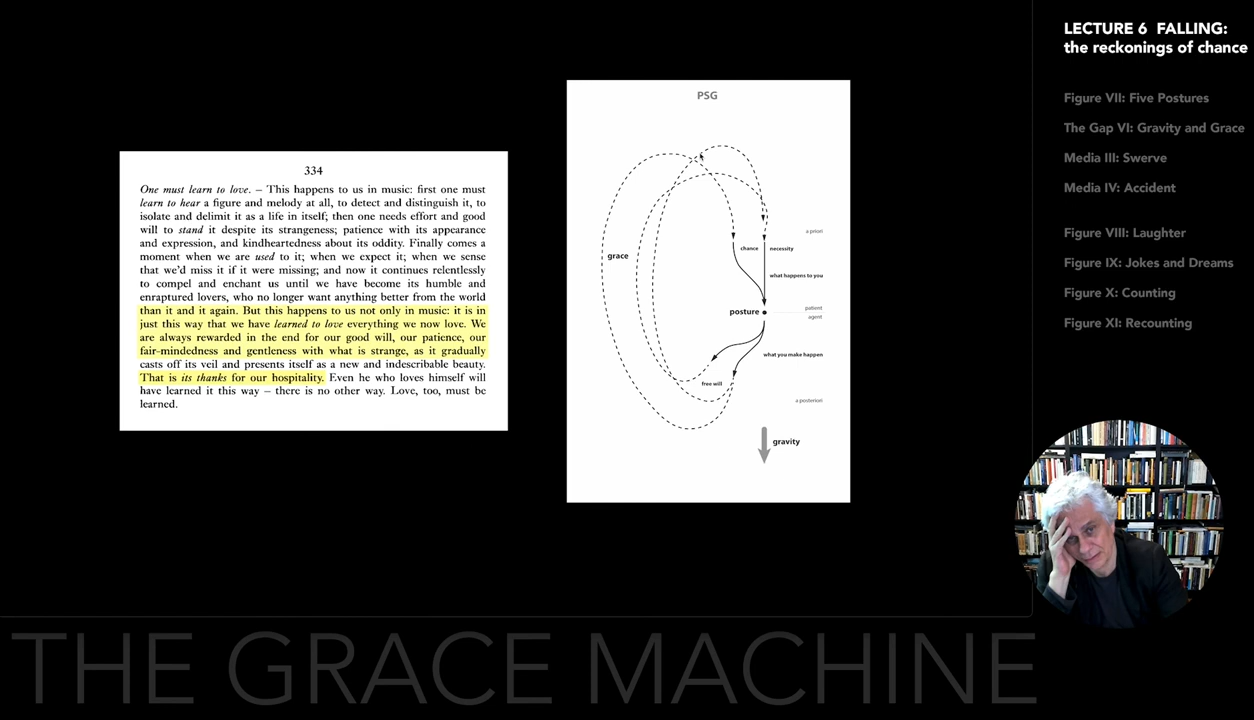 334
One must learn to love. – This happens to us in music: first one must
learn to hear a figure and melody at all, to detect and distinguish it, to
isolate and delimit it as a life in itself; then one needs effort and good
will to stand it despite its strangeness; patience with its appearance
and expression, and kindheartedness about its oddity. Finally comes a
moment when we are used to it; when we expect it; when we sense
that we'd miss it if it were missing; and now it continues relentlessly
to compel and enchant us until we have become its humble and
enraptured lovers, who no longer want anything better from the world
than it and it again. But this happens to us not only in music: it is in
just this way that we have learned to love everything we now love. We
are always rewarded in the end for our good will, our patience, our
fair-mindedness and gentleness with what is strange, as it gradually
casts off its veil and presents itself as a new and indescribable beauty.
That is its thanks for our hospitality. Even he who loves himself will
have learned it this way – there is no other way. Love, too, must be
learned.
PSG
a priori
chance
necessity
grace
what happens to you
posture
patient
agent
what you make happen
free will
a posteriori
gravity
LECTURE 6 FALLING:
the reckonings of chance
Figure VII: Five Postures
The Gap VI: Gravity and Grace
Media III: Swerve
Media IV: Accident
Figure VIII: Laughter
Figure IX: Jokes and Dreams
Figure X: Counting
Figure XI: Recounting
THE GRACE MACHINE